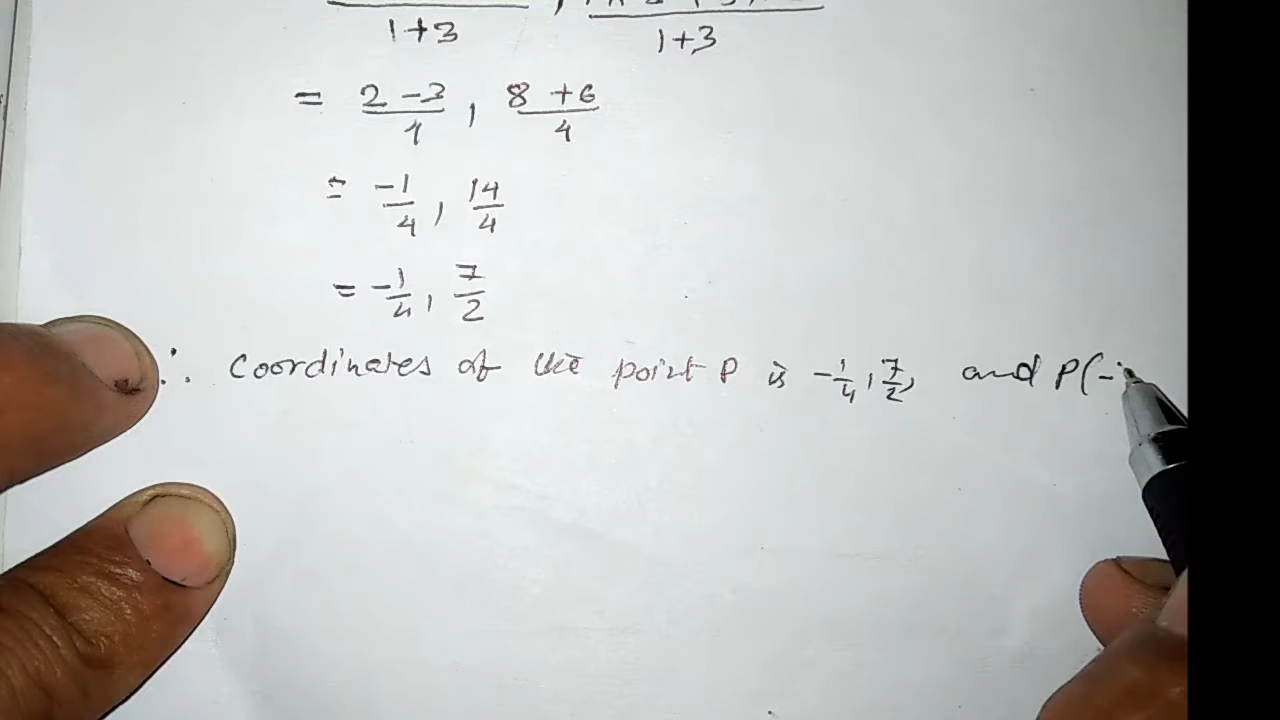 1+3 1+3
= 2-3/4, 8+6/4
= -1/4, 14/4
= -1/4, 7/2
∴ Coordinates of the point P is -1/4, 7/2, and P(-